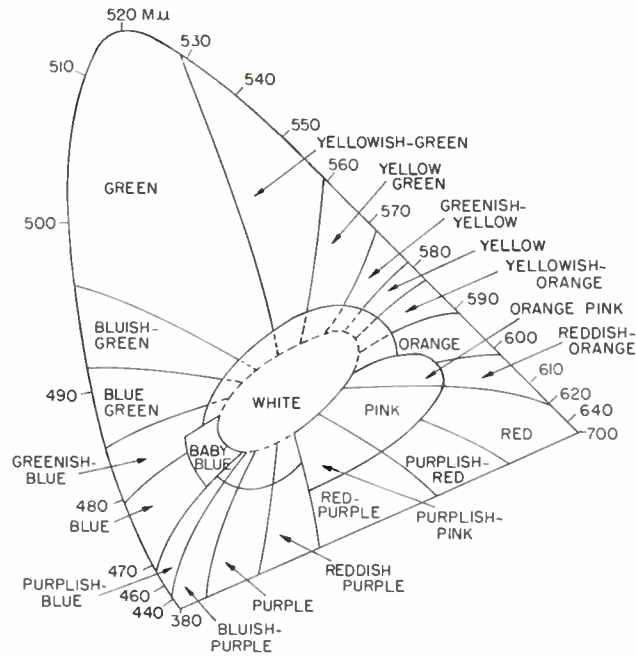 520 Mμ
530
510
540
550
YELLOWISH-GREEN
560
YELLOW
GREEN
GREEN
570
GREENISH-
YELLOW
500
580
YELLOW
YELLOWISH-
ORANGE
590
ORANGE PINK
BLUISH-
GREEN
600
REDDISH-
ORANGE
ORANGE
610
490
BLUE
GREEN
WHITE
PINK
620
640
700
RED
BABY
BLUE
GREENISH-
BLUE
PURPLISH-
RED
480
BLUE
RED-
PURPLE
PURPLISH-
PINK
470
REDDISH
PURPLE
PURPLISH-
BLUE
460
440
380
PURPLE
BLUISH-
PURPLE